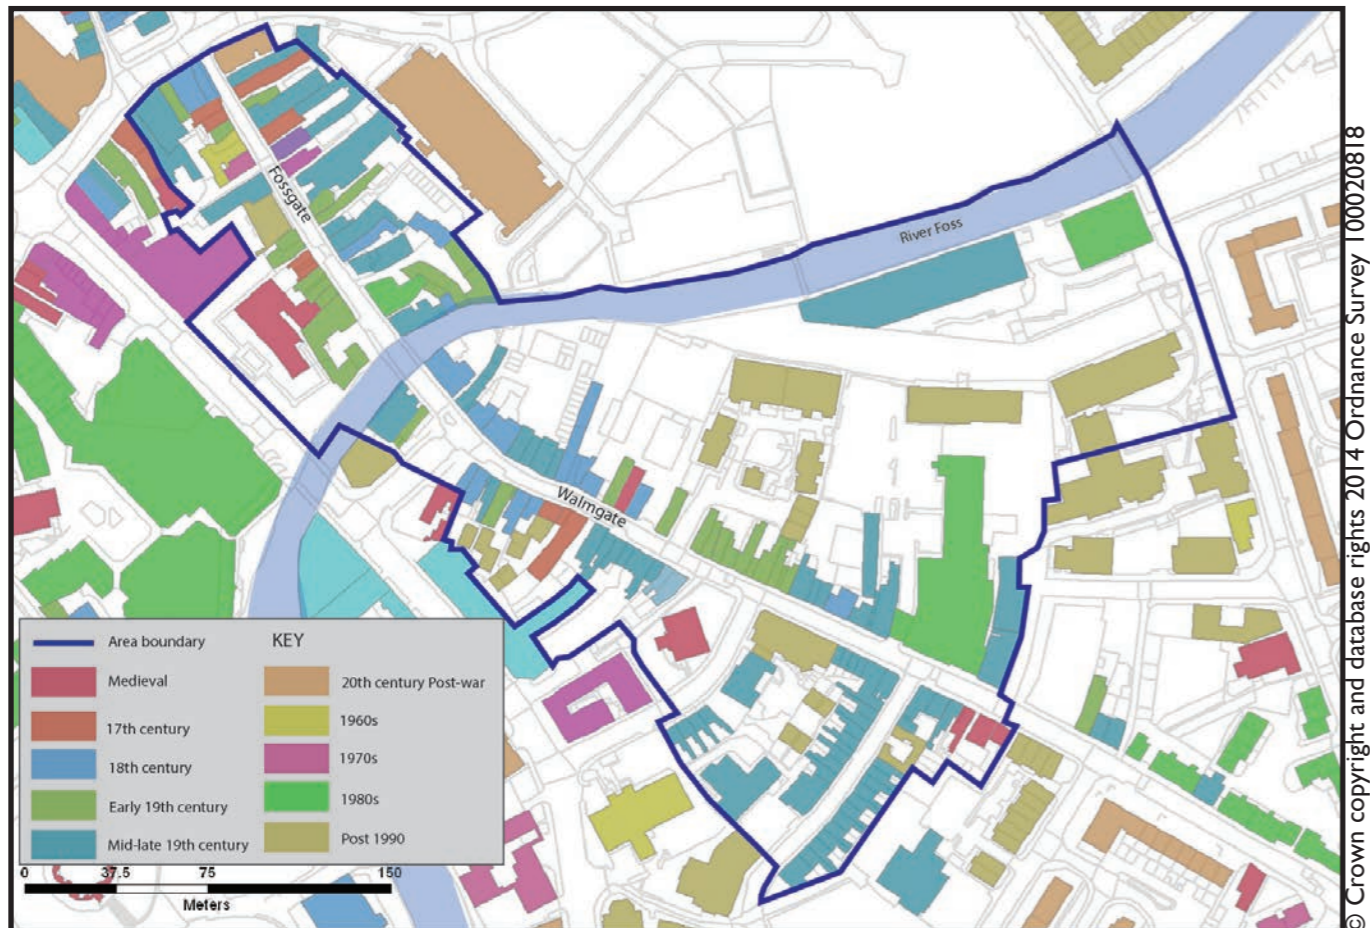 Fossgate
River Foss
Walmgate
Area boundary
KEY
Medieval
17th century
18th century
Early 19th century
Mid-late 19th century
20th century Post-war
1960s
1970s
1980s
Post 1990
0 37.5 75 150
Meters
© Crown copyright and database rights 2014 Ordnance Survey 100020818